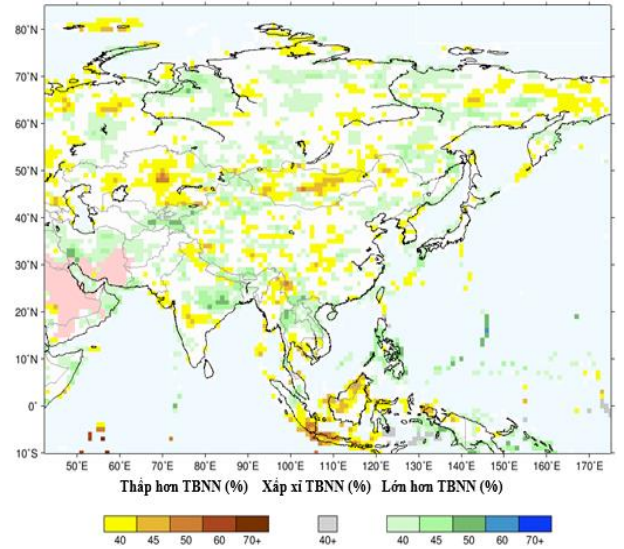 80˚N
70˚N
60˚N
50˚N
40˚N
30˚N
20˚N
10˚N
0˚
10˚S
50˚E 60˚E 70˚E 80˚E 90˚E 100˚E 110˚E 120˚E 130˚E 140˚E 150˚E 160˚E 170˚E
Thấp hơn TBNN (%) Xấp xỉ TBNN (%) Lớn hơn TBNN (%)
40 45 50 60 70+ 40+ 40 45 50 60 70+